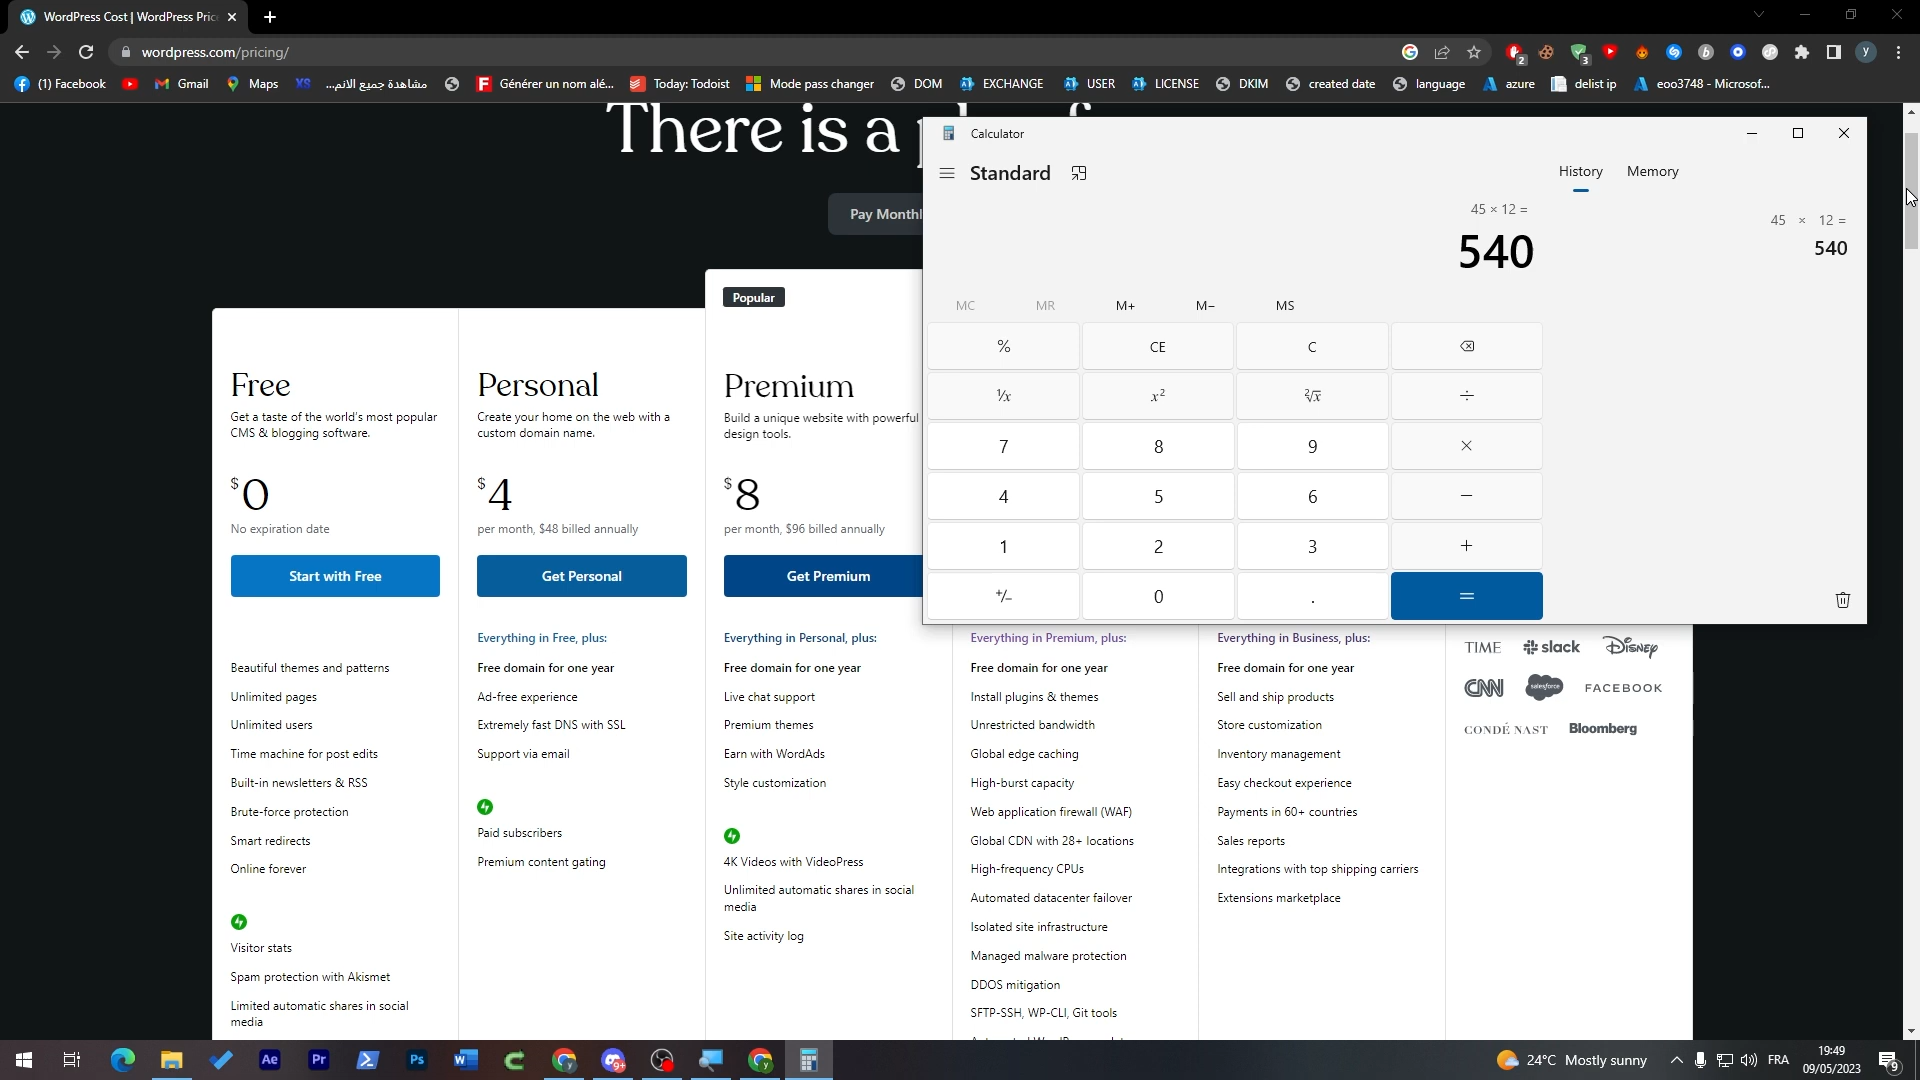 WordPress Cost | WordPress Pric
wordpress.com/pricing/
2
3
y
(1) Facebook
Gmail
Maps
XS
مشاهدة جميع الانم...
Générer un nom alé...
Today: Todoist
Mode pass changer
DOM
EXCHANGE
USER
LICENSE
DKIM
created date
language
azure
delist ip
eoo3748 - Microsof...
There is a
Pay Monthl
Popular
Free
Get a taste of the world's most popular
CMS & blogging software.
$0
No expiration date
Start with Free
Beautiful themes and patterns
Unlimited pages
Unlimited users
Time machine for post edits
Built-in newsletters & RSS
Brute-force protection
Smart redirects
Online forever
Visitor stats
Spam protection with Akismet
Limited automatic shares in social
media
Personal
Create your home on the web with a
custom domain name.
$4
per month, $48 billed annually
Get Personal
Everything in Free, plus:
Free domain for one year
Ad-free experience
Extremely fast DNS with SSL
Support via email
Paid subscribers
Premium content gating
Premium
Build a unique website with powerful
design tools.
$8
per month, $96 billed annually
Get Premium
Everything in Personal, plus:
Free domain for one year
Live chat support
Premium themes
Earn with WordAds
Style customization
4K Videos with VideoPress
Unlimited automatic shares in social
media
Site activity log
Everything in Premium, plus:
Free domain for one year
Install plugins & themes
Unrestricted bandwidth
Global edge caching
High-burst capacity
Web application firewall (WAF)
Global CDN with 28+ locations
High-frequency CPUs
Automated datacenter failover
Isolated site infrastructure
Managed malware protection
DDOS mitigation
SFTP-SSH, WP-CLI, Git tools
Everything in Business, plus:
Free domain for one year
Sell and ship products
Store customization
Inventory management
Easy checkout experience
Payments in 60+ countries
Sales reports
Integrations with top shipping carriers
Extensions marketplace
TIME slack Disney
CNN salesforce FACEBOOK
CONDÉ NAST Bloomberg
Calculator
Standard
History Memory
45 × 12 =
540
45 × 12 =
540
MC MR M+ M− MS
% CE C
⅟x x² ²√x ÷
7 8 9 ×
4 5 6 −
1 2 3 +
+/− 0 . =
Ae Pr Ps W
9+
24°C Mostly sunny
FRA
19:49
09/05/2023
9